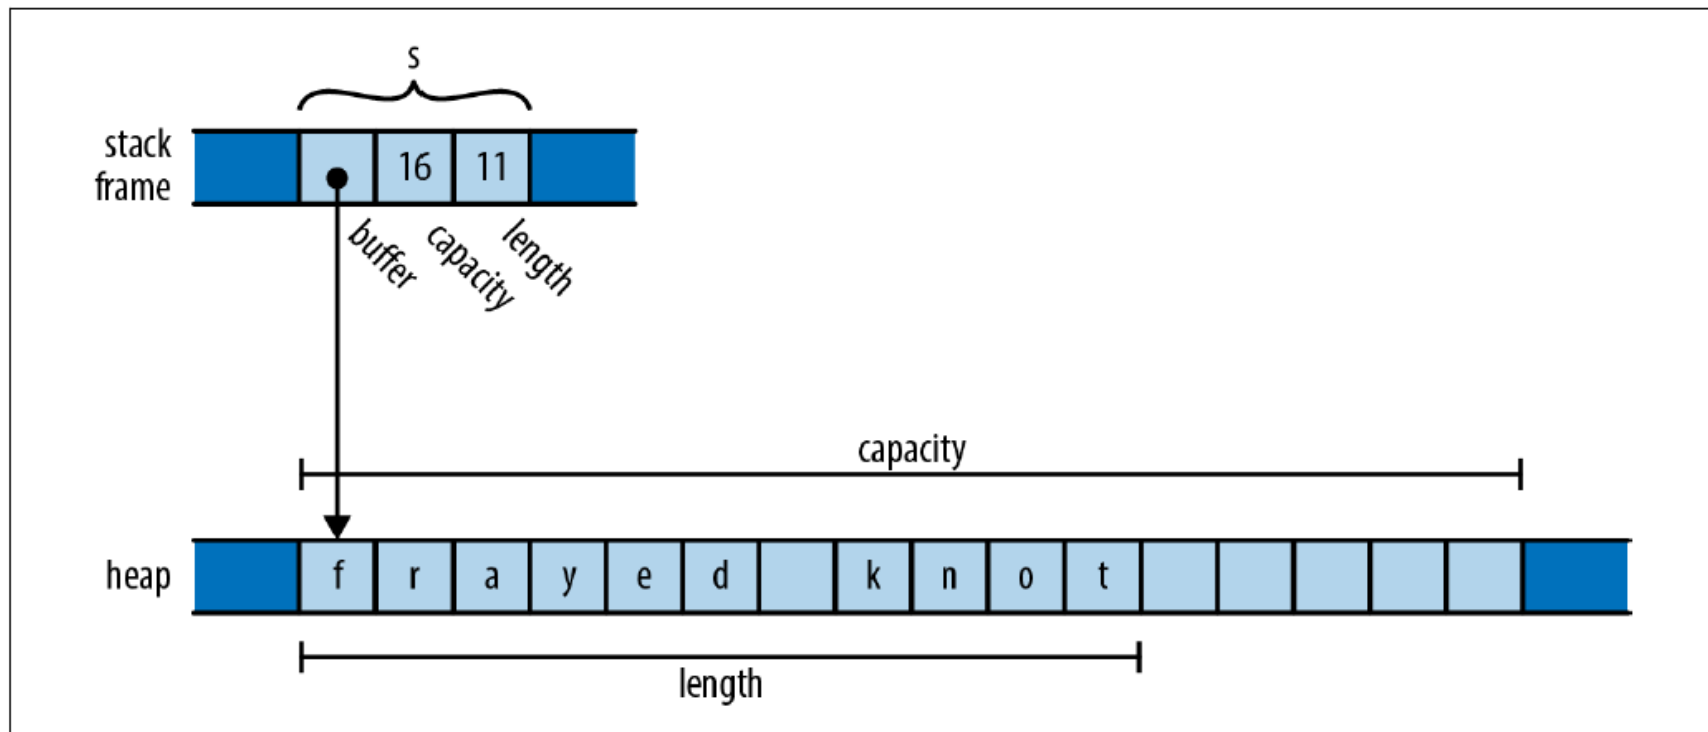 s
stack
frame
16 11
buffer
capacity
length
capacity
heap
f r a y e d k n o t
length